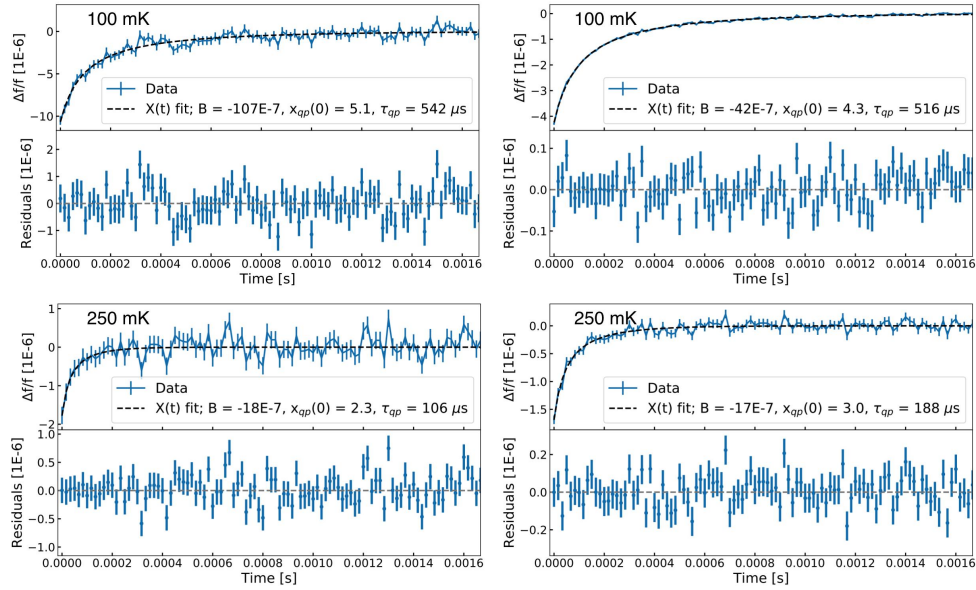 100 mK
0
−5
−10
Δf/f [1E-6]
Data
X(t) fit; B = -107E-7, xqp(0) = 5.1, τqp = 542 μs
2
1
0
−1
Residuals [1E-6]
0.0000 0.0002 0.0004 0.0006 0.0008 0.0010 0.0012 0.0014 0.0016
Time [s]
100 mK
0
−1
−2
−3
−4
Δf/f [1E-6]
Data
X(t) fit; B = -42E-7, xqp(0) = 4.3, τqp = 516 μs
0.1
0.0
−0.1
Residuals [1E-6]
0.0000 0.0002 0.0004 0.0006 0.0008 0.0010 0.0012 0.0014 0.0016
Time [s]
250 mK
1
0
−1
−2
Δf/f [1E-6]
Data
X(t) fit; B = -18E-7, xqp(0) = 2.3, τqp = 106 μs
1.0
0.5
0.0
−0.5
−1.0
Residuals [1E-6]
0.0000 0.0002 0.0004 0.0006 0.0008 0.0010 0.0012 0.0014 0.0016
Time [s]
250 mK
0.0
−0.5
−1.0
−1.5
Δf/f [1E-6]
Data
X(t) fit; B = -17E-7, xqp(0) = 3.0, τqp = 188 μs
0.2
0.0
−0.2
Residuals [1E-6]
0.0000 0.0002 0.0004 0.0006 0.0008 0.0010 0.0012 0.0014 0.0016
Time [s]